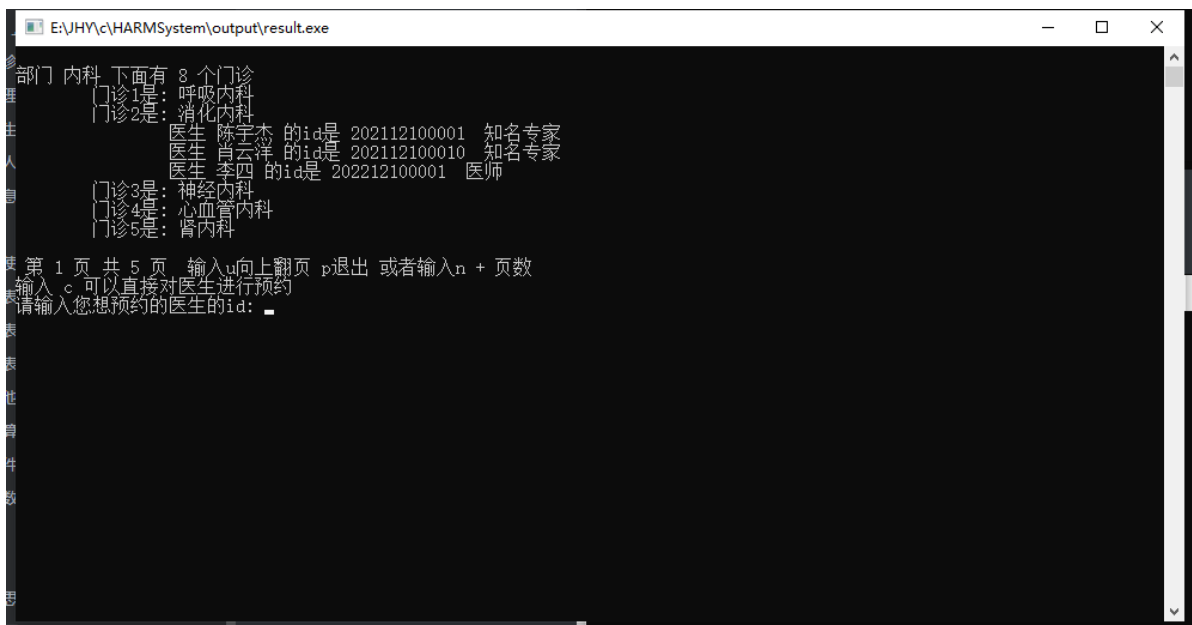 E:\JHY\c\HARMSystem\output\result.exe
部门 内科 下面有 8 个门诊
门诊1是: 呼吸内科
门诊2是: 消化内科
医生 陈宇杰 的id是 202112100001 知名专家
医生 肖云洋 的id是 202112100010 知名专家
医生 李四 的id是 202212100001 医师
门诊3是: 神经内科
门诊4是: 心血管内科
门诊5是: 肾内科
第 1 页 共 5 页 输入u向上翻页 p退出 或者输入n + 页数
输入 c 可以直接对医生进行预约
请输入您想预约的医生的id: